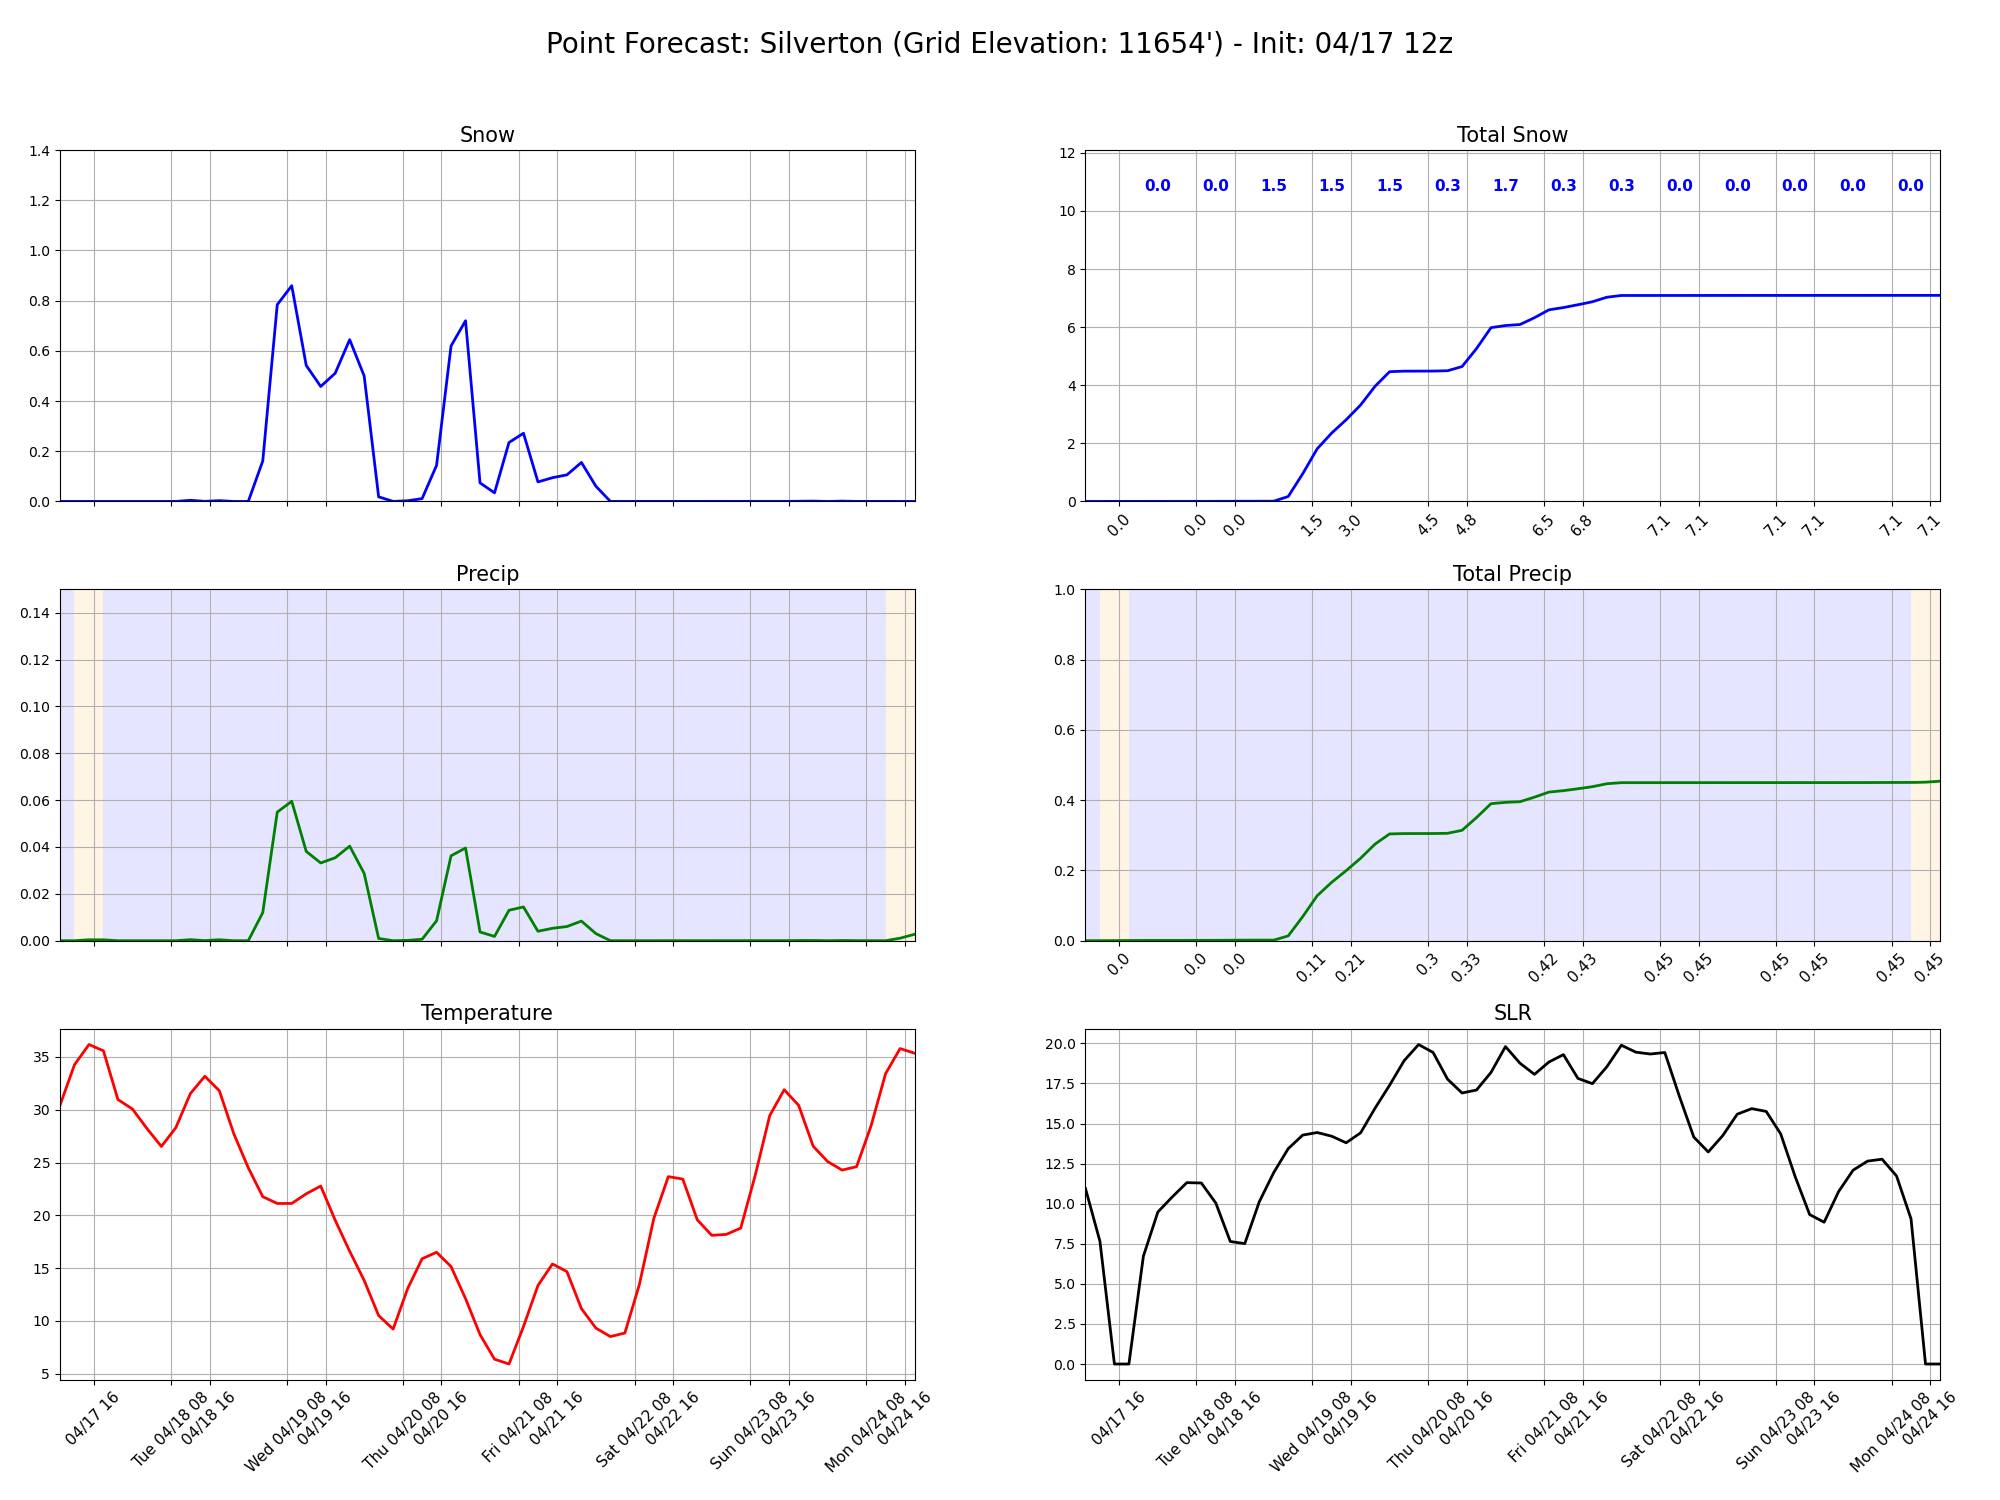 Point Forecast: Silverton (Grid Elevation: 11654') - Init: 04/17 12z
Snow
1.4
1.2
1.0
0.8
0.6
0.4
0.2
0.0
Total Snow
12
10
8
6
4
2
0
0.0 0.0 1.5 1.5 1.5 0.3 1.7 0.3 0.3 0.0 0.0 0.0 0.0 0.0
0.0 0.0 0.0 1.5 3.0 4.5 4.8 6.5 6.8 7.1 7.1 7.1 7.1 7.1 7.1
Precip
0.14
0.12
0.10
0.08
0.06
0.04
0.02
0.00
Total Precip
1.0
0.8
0.6
0.4
0.2
0.0
0.0 0.0 0.0 0.11 0.21 0.3 0.33 0.42 0.43 0.45 0.45 0.45 0.45 0.45 0.45
Temperature
35
30
25
20
15
10
5
04/17 16
Tue 04/18 08
04/18 16
Wed 04/19 08
04/19 16
Thu 04/20 08
04/20 16
Fri 04/21 08
04/21 16
Sat 04/22 08
04/22 16
Sun 04/23 08
04/23 16
Mon 04/24 08
04/24 16
SLR
20.0
17.5
15.0
12.5
10.0
7.5
5.0
2.5
0.0
04/17 16
Tue 04/18 08
04/18 16
Wed 04/19 08
04/19 16
Thu 04/20 08
04/20 16
Fri 04/21 08
04/21 16
Sat 04/22 08
04/22 16
Sun 04/23 08
04/23 16
Mon 04/24 08
04/24 16